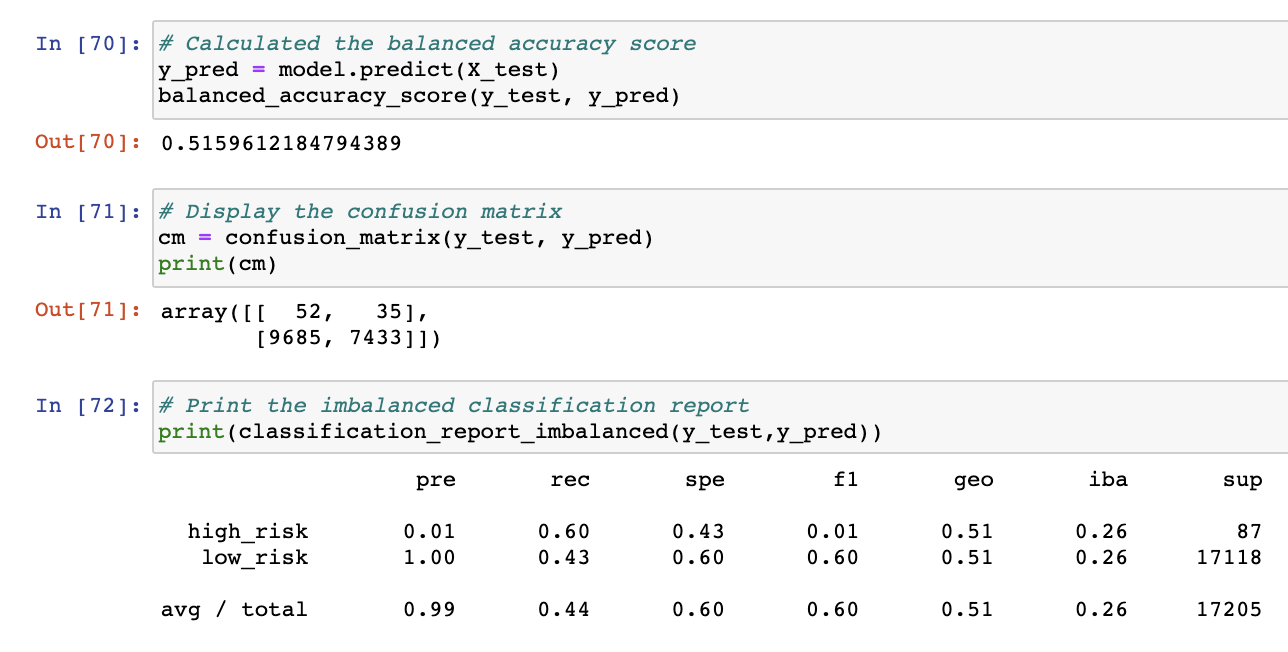 In [70]: # Calculated the balanced accuracy score
y_pred = model.predict(X_test)
balanced_accuracy_score(y_test, y_pred)
Out[70]: 0.5159612184794389
In [71]: # Display the confusion matrix
cm = confusion_matrix(y_test, y_pred)
print(cm)
Out[71]: array([[  52,   35],
       [9685, 7433]])
In [72]: # Print the imbalanced classification report
print(classification_report_imbalanced(y_test,y_pred))
pre rec spe f1 geo iba sup
high_risk 0.01 0.60 0.43 0.01 0.51 0.26 87
low_risk 1.00 0.43 0.60 0.60 0.51 0.26 17118
avg / total 0.99 0.44 0.60 0.60 0.51 0.26 17205